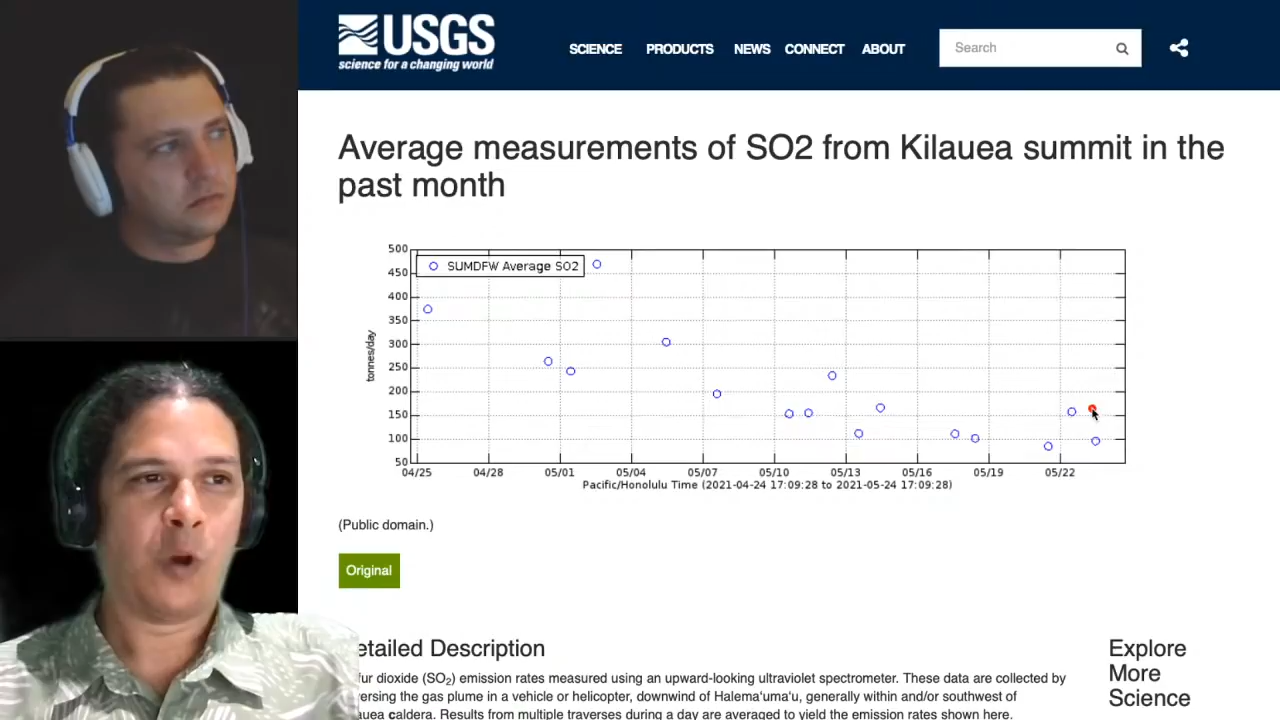 USGS
science for a changing world
SCIENCE PRODUCTS NEWS CONNECT ABOUT
Search
Average measurements of SO2 from Kilauea summit in the
past month
500
450
400
350
300
250
200
150
100
50
tonnes/day
SUMDFW Average SO2
04/25 04/28 05/01 05/04 05/07 05/10 05/13 05/16 05/19 05/22
Pacific/Honolulu Time (2021-04-24 17:09:28 to 2021-05-24 17:09:28)
(Public domain.)
Original
etailed Description
fur dioxide (SO₂) emission rates measured using an upward-looking ultraviolet spectrometer. These data are collected by
ersing the gas plume in a vehicle or helicopter, downwind of Halemaʻumaʻu, generally within and/or southwest of
auea caldera. Results from multiple traverses during a day are averaged to yield the emission rates shown here.
Explore
More
Science